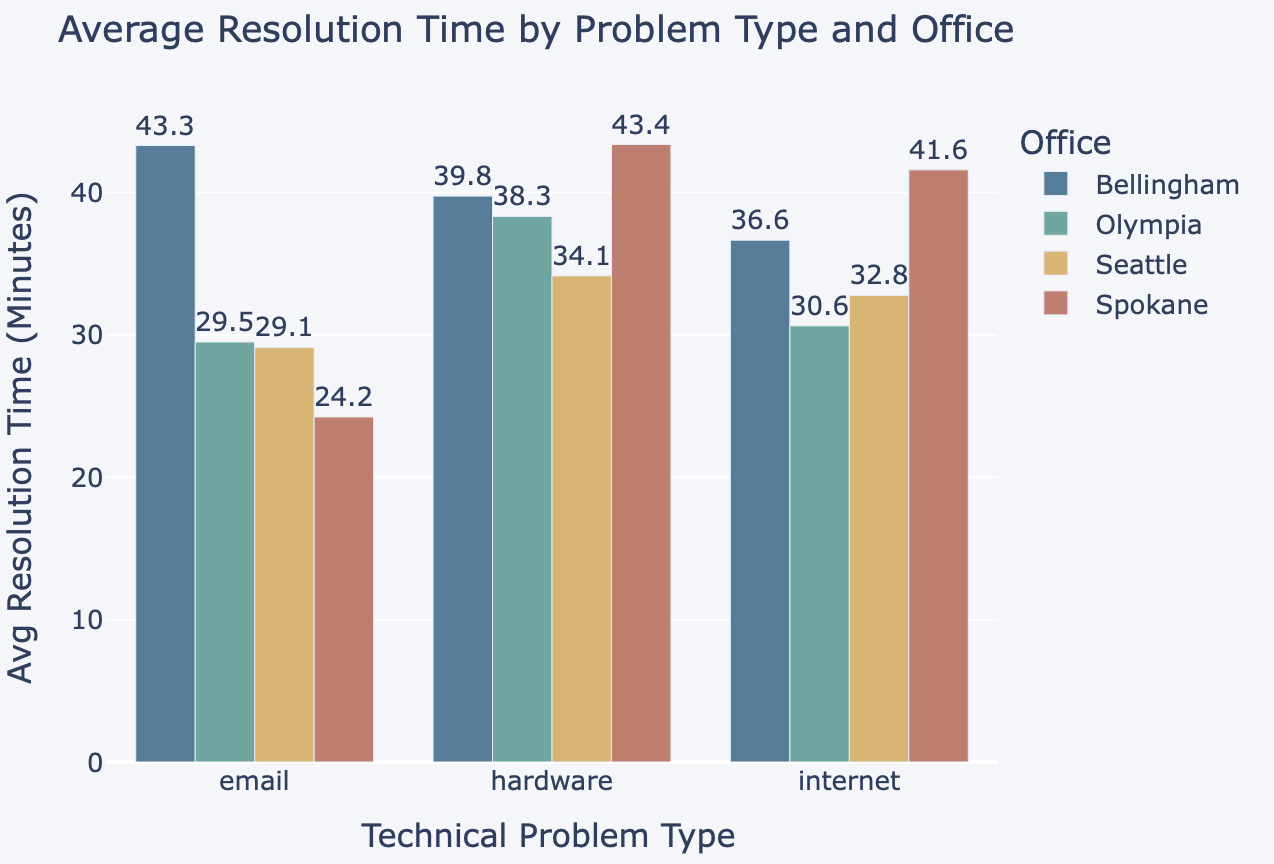 Average Resolution Time by Problem Type and Office
43.3
29.5
29.1
24.2
39.8
38.3
34.1
43.4
36.6
30.6
32.8
41.6
Office
Bellingham
Olympia
Seattle
Spokane
Avg Resolution Time (Minutes)
40
30
20
10
0
email
hardware
internet
Technical Problem Type